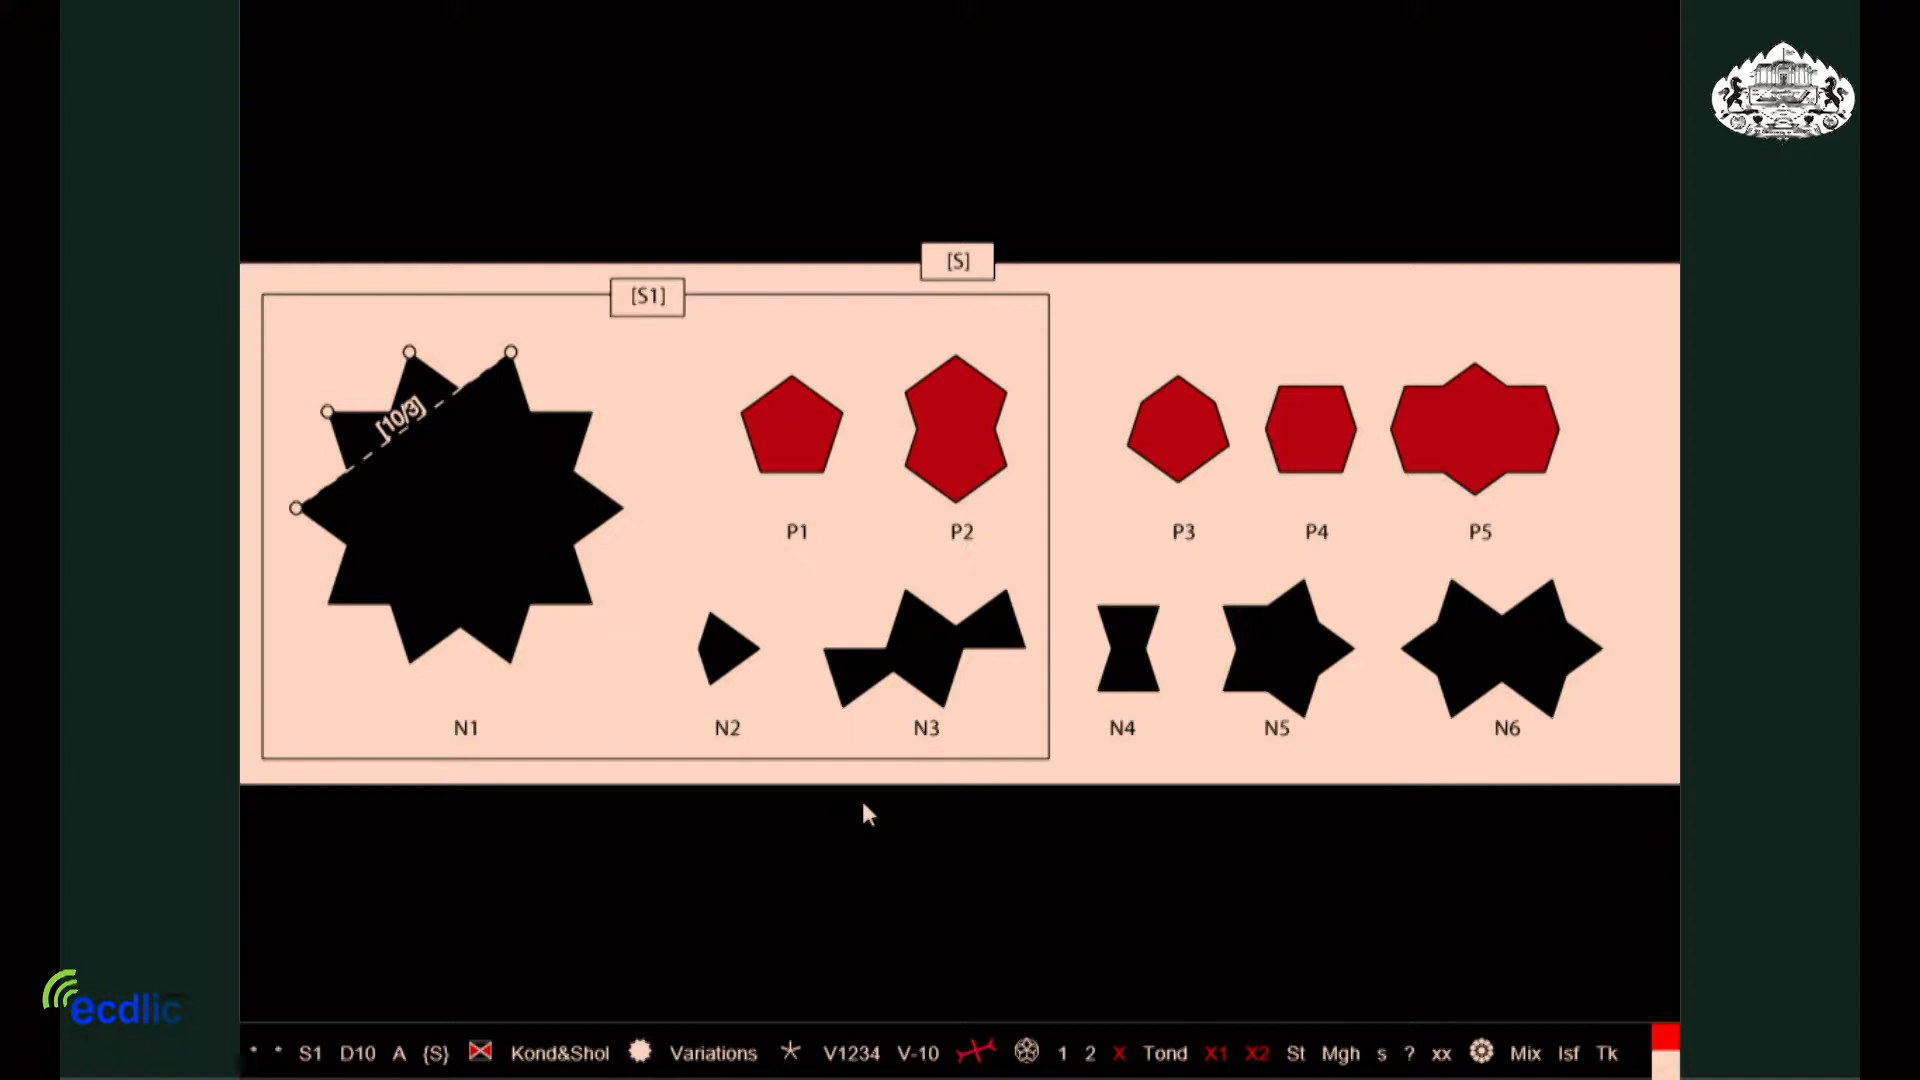 [S]
[S1]
[10/3]
P1 P2 P3 P4 P5
N1 N2 N3 N4 N5 N6
ecdlic
* * S1 D10 A {S} Kond&Shol Variations V1234 V-10 1 2 X Tond X1 X2 St Mgh s ? xx Mix Isf Tk